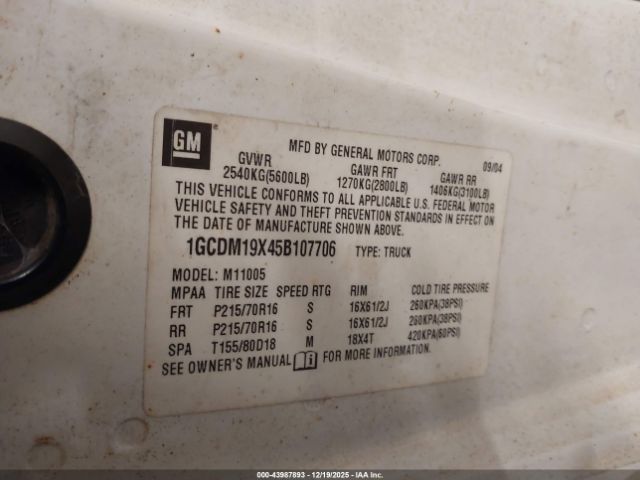 GM
MFD BY GENERAL MOTORS CORP. 09/04
GVWR GAWR FRT GAWR RR
2540KG(5600LB) 1270KG(2800LB) 1406KG(3100LB)
THIS VEHICLE CONFORMS TO ALL APPLICABLE U.S. FEDERAL MOTOR
VEHICLE SAFETY AND THEFT PREVENTION STANDARDS IN EFFECT ON
THE DATE OF MANUFACTURE SHOWN ABOVE.
1GCDM19X45B107706 TYPE: TRUCK
MODEL: M11005
MPAA TIRE SIZE SPEED RTG RIM COLD TIRE PRESSURE
FRT P215/70R16 S 16X61/2J 260KPA(38PSI)
RR P215/70R16 S 16X61/2J 260KPA(38PSI)
SPA T155/80D18 M 18X4T 420KPA(60PSI)
SEE OWNER'S MANUAL FOR MORE INFORMATION.
000-43987893 - 12/19/2025 - IAA Inc.